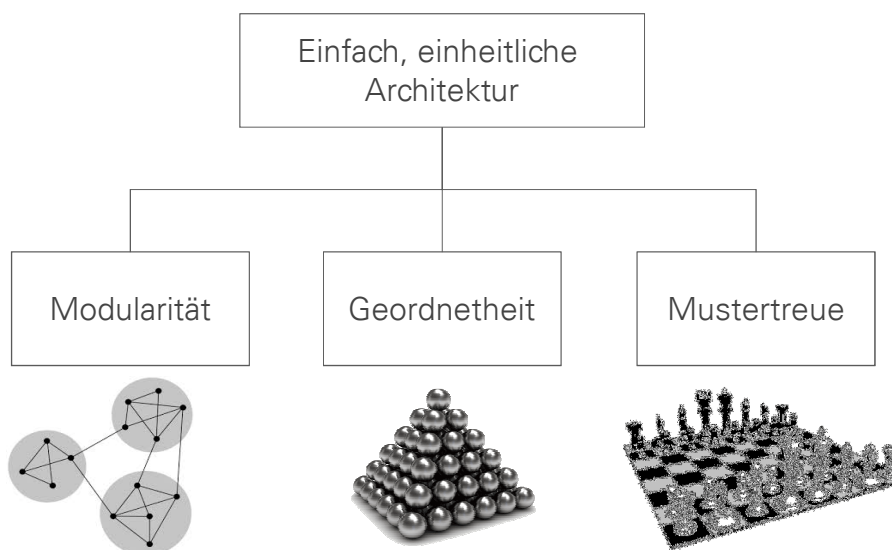 Einfach, einheitliche
Architektur
Modularität
Geordnetheit
Mustertreue